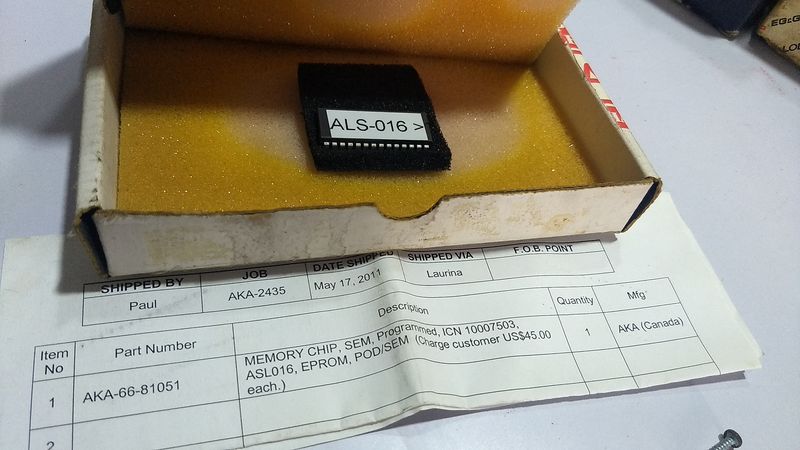 EG&G
ALS-016 >
SHIPPED BY JOB DATE SHIPPED SHIPPED VIA F.O.B. POINT
Paul AKA-2435 May 17, 2011 Laurina
Item No Part Number Description Quantity Mfg
1 AKA-66-81051 MEMORY CHIP, SEM, Programmed, ICN 10007503, 1 AKA (Canada)
ASL016, EPROM, POD/SEM (Charge customer US$45.00
each.)
2